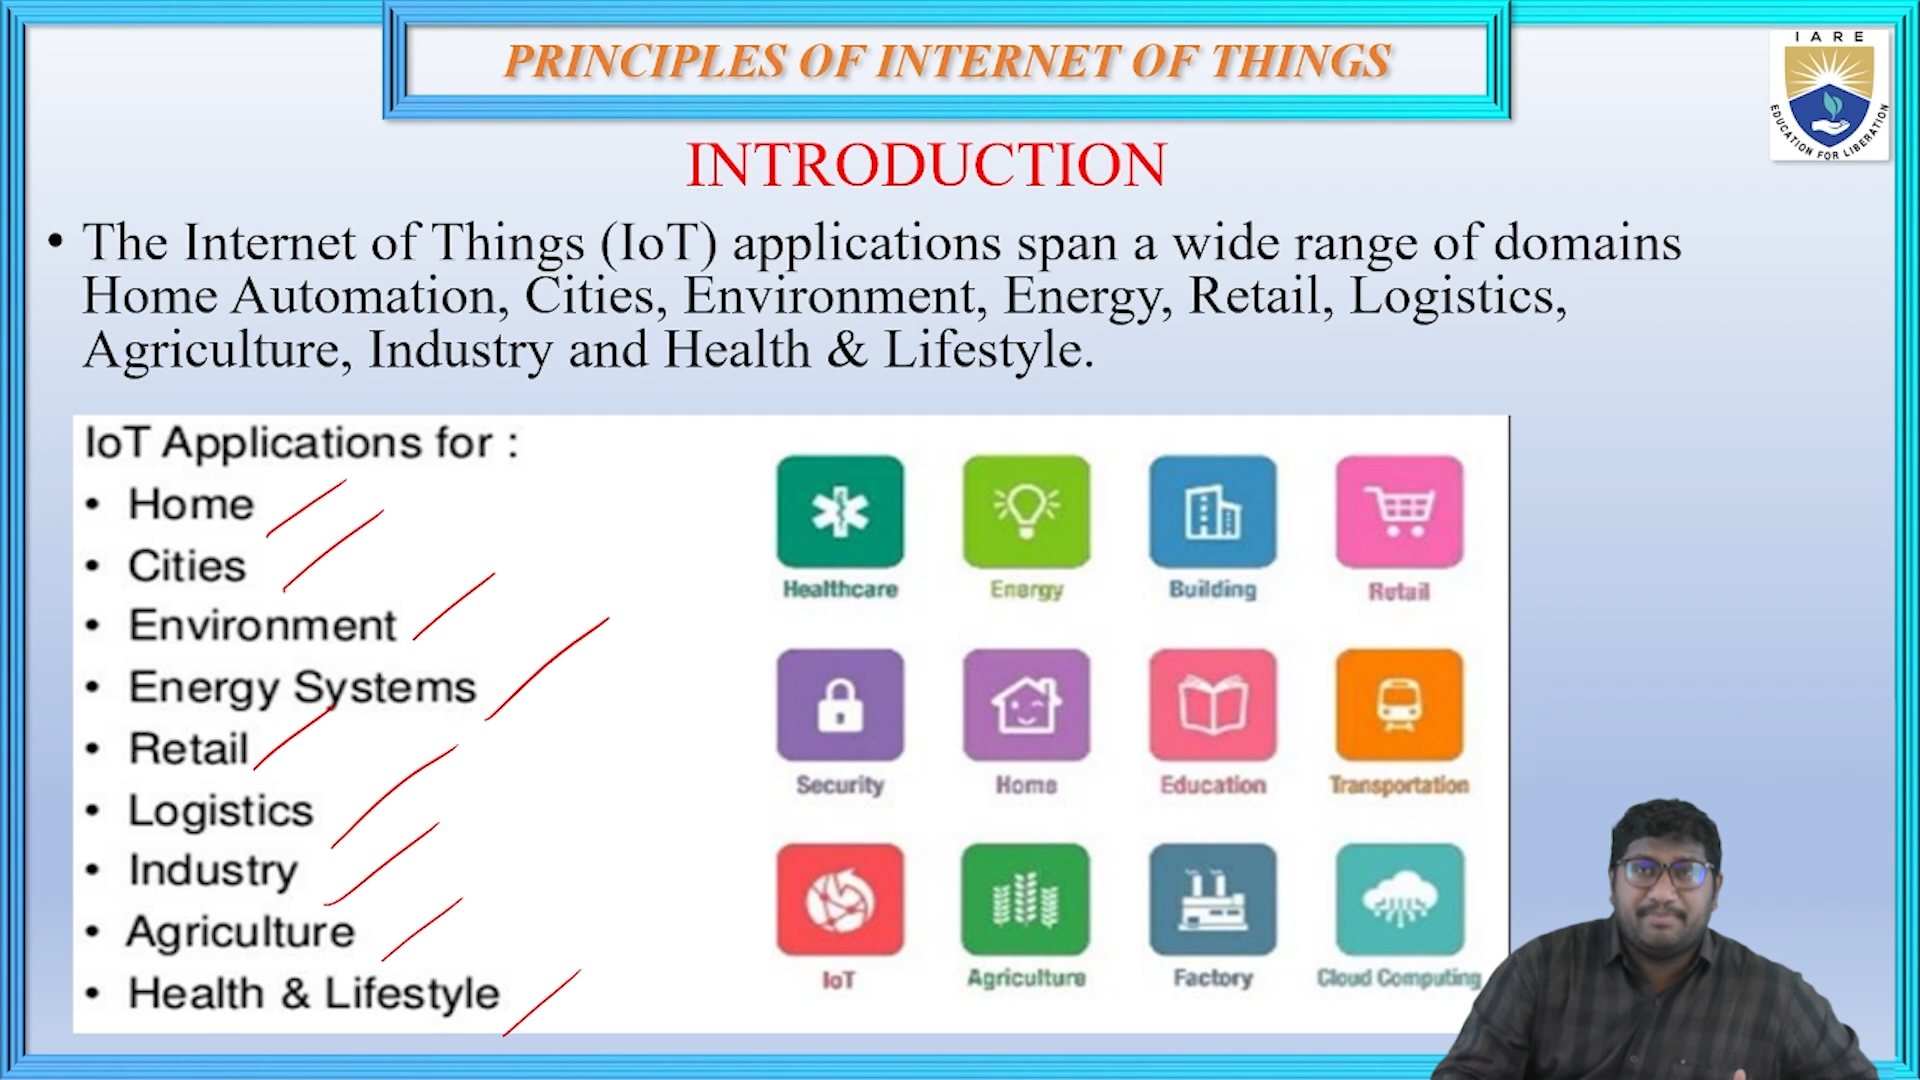 PRINCIPLES OF INTERNET OF THINGS
IARE
EDUCATION FOR LIBERATION
INTRODUCTION
• The Internet of Things (IoT) applications span a wide range of domains
Home Automation, Cities, Environment, Energy, Retail, Logistics,
Agriculture, Industry and Health & Lifestyle.
IoT Applications for :
• Home
• Cities
• Environment
• Energy Systems
• Retail
• Logistics
• Industry
• Agriculture
• Health & Lifestyle
Healthcare Energy Building Retail
Security Home Education Transportation
IoT Agriculture Factory Cloud Computing